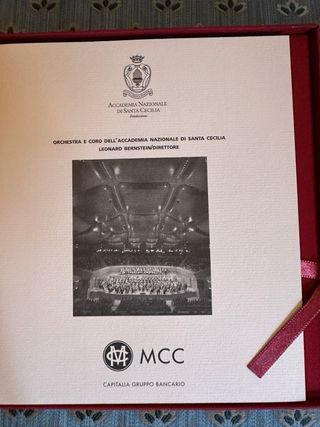 ACCADEMIA NAZIONALE
DI SANTA CECILIA
Fondazione
ORCHESTRA E CORO DELL'ACCADEMIA NAZIONALE DI SANTA CECILIA
LEONARD BERNSTEIN/DIRETTORE
MCC
CAPITALIA GRUPPO BANCARIO